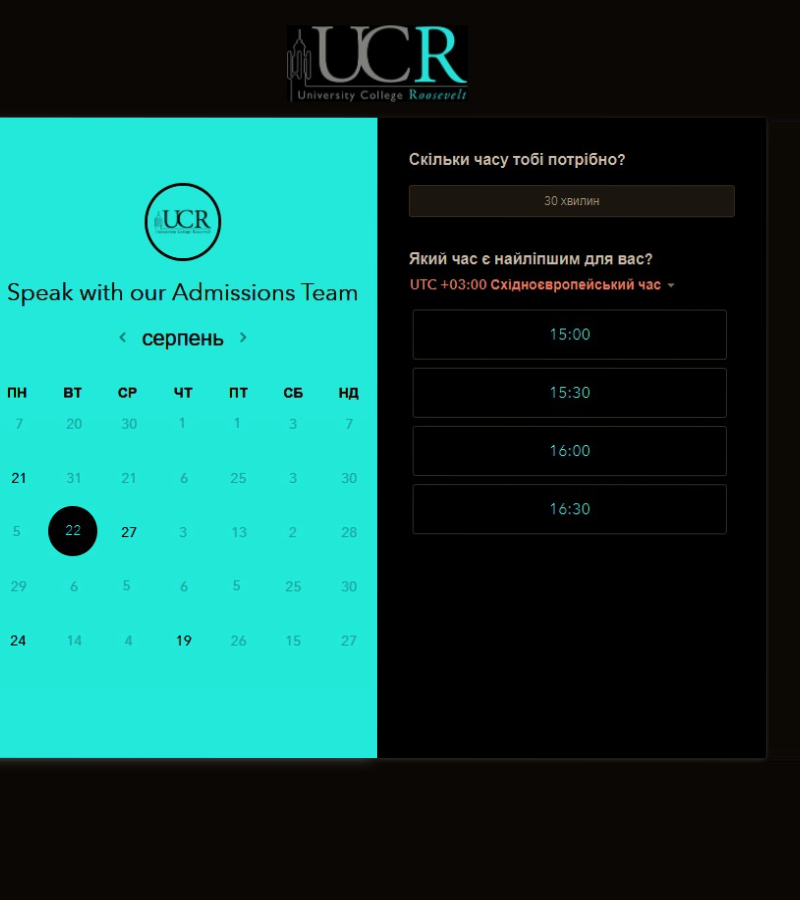 UCR
University College Roosevelt
UCR
Speak with our Admissions Team
серпень
ПН ВТ СР ЧТ ПТ СБ НД
7 20 30 1 1 3 7
21 31 21 6 25 3 30
5 22 27 3 13 2 28
29 6 5 6 5 25 30
24 14 4 19 26 15 27
Скільки часу тобі потрібно?
30 хвилин
Який час є найліпшим для вас?
UTC +03:00 Східноєвропейський час
15:00
15:30
16:00
16:30